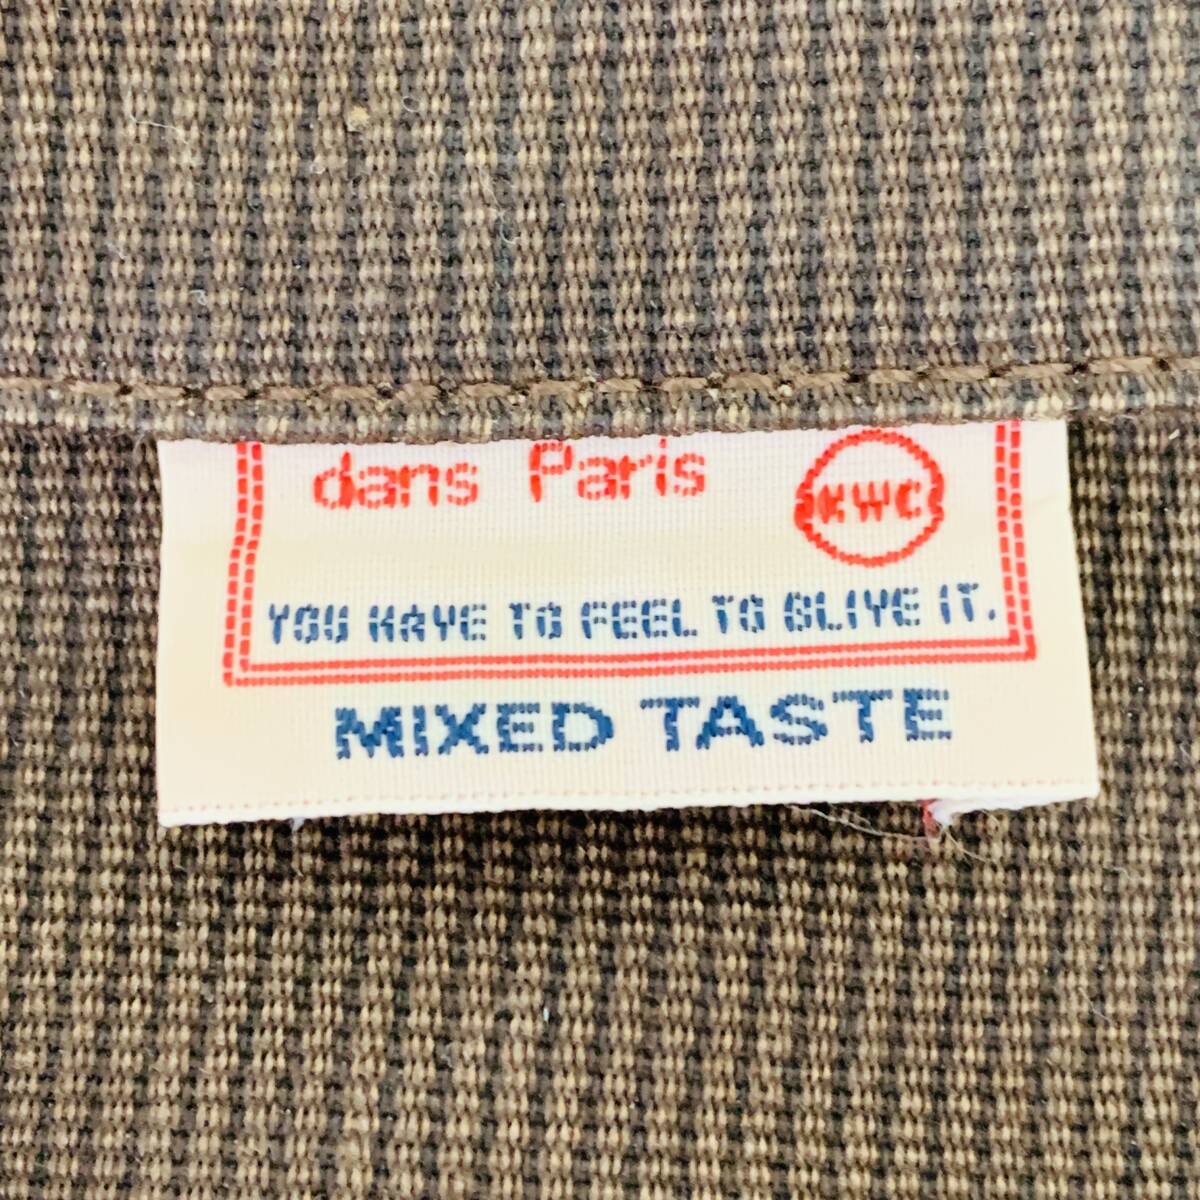 dans Paris
KWC
YOU HAVE TO FEEL TO BLIVE IT.
MIXED TASTE